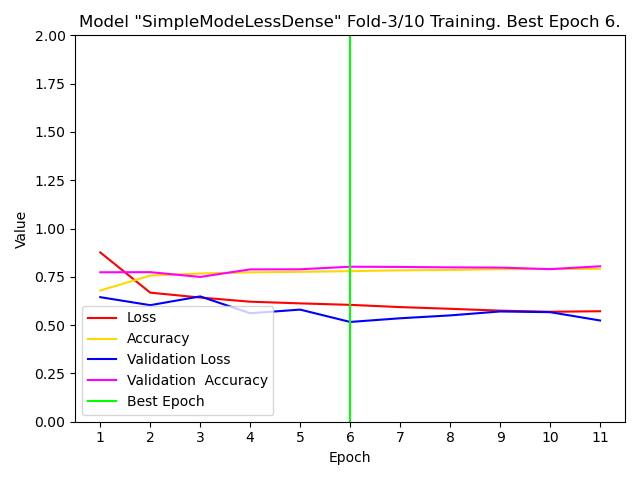 Model "SimpleModeLessDense" Fold-3/10 Training. Best Epoch 6.
2.00
1.75
1.50
1.25
1.00
0.75
0.50
0.25
0.00
Value
Loss
Accuracy
Validation Loss
Validation  Accuracy
Best Epoch
1 2 3 4 5 6 7 8 9 10 11
Epoch